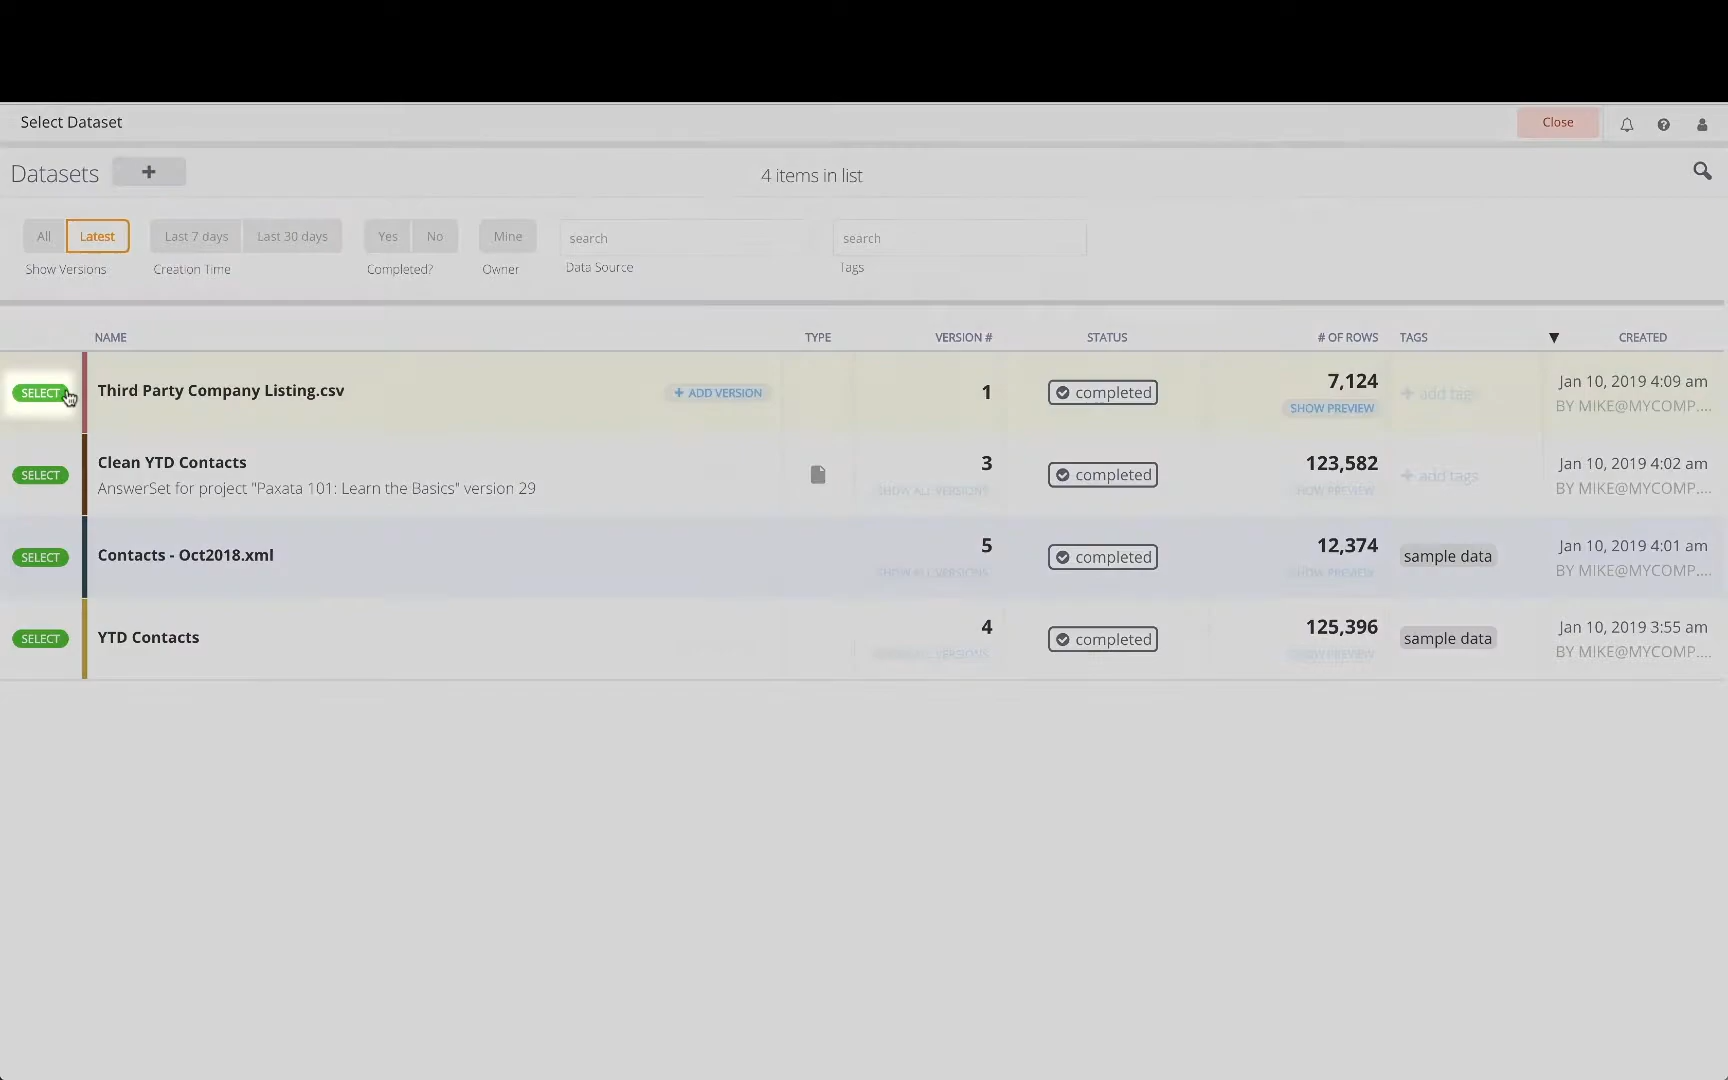 Select Dataset
Close
Datasets
+
4 items in list
All Latest Last 7 days Last 30 days Yes No Mine search search
Show Versions Creation Time Completed? Owner Data Source Tags
NAME TYPE VERSION # STATUS # OF ROWS TAGS ▼ CREATED
SELECT Third Party Company Listing.csv + ADD VERSION 1 completed 7,124 + add tags Jan 10, 2019 4:09 am
SHOW PREVIEW BY MIKE@MYCOMP....
SELECT Clean YTD Contacts 3 completed 123,582 + add tags Jan 10, 2019 4:02 am
AnswerSet for project "Paxata 101: Learn the Basics" version 29 SHOW ALL VERSIONS SHOW PREVIEW BY MIKE@MYCOMP....
SELECT Contacts - Oct2018.xml 5 completed 12,374 sample data Jan 10, 2019 4:01 am
SHOW ALL VERSIONS SHOW PREVIEW BY MIKE@MYCOMP....
SELECT YTD Contacts 4 completed 125,396 sample data Jan 10, 2019 3:55 am
VERSIONS PREVIEW BY MIKE@MYCOMP....